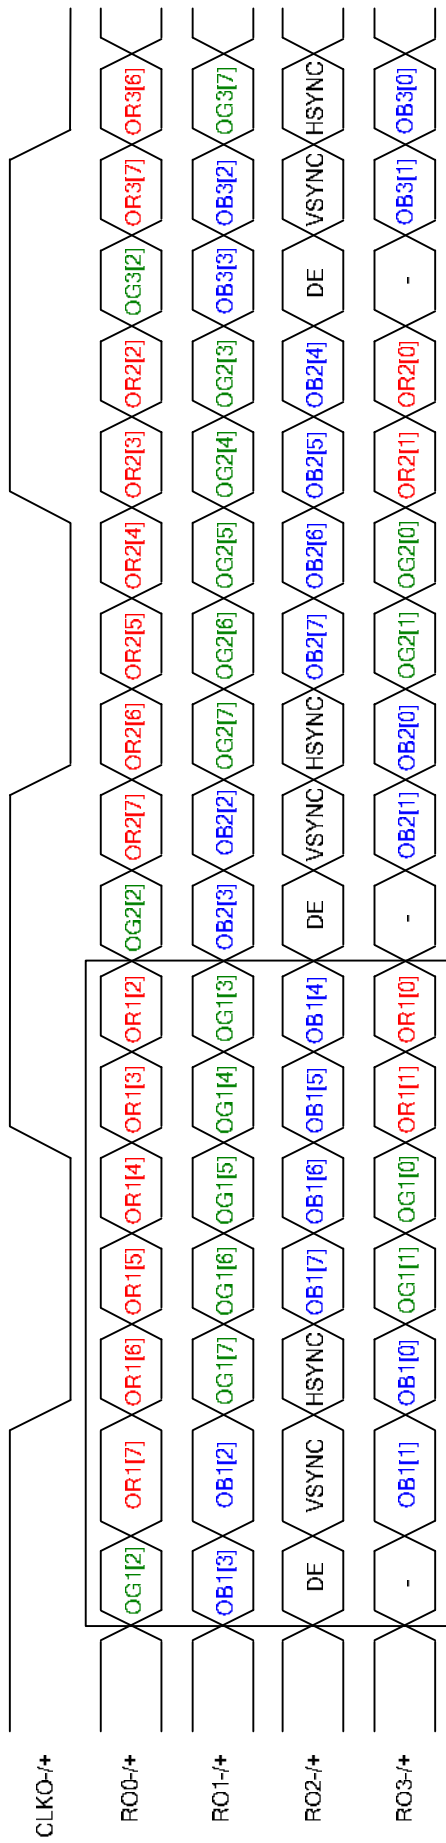 CLKO-/+
RO0-/+ OG1[2] OR1[7] OR1[6] OR1[5] OR1[4] OR1[3] OR1[2] OG2[2] OR2[7] OR2[6] OR2[5] OR2[4] OR2[3] OR2[2] OG3[2] OR3[7] OR3[6]
RO1-/+ OB1[3] OB1[2] OG1[7] OG1[6] OG1[5] OG1[4] OG1[3] OB2[3] OB2[2] OG2[7] OG2[6] OG2[5] OG2[4] OG2[3] OB3[3] OB3[2] OG3[7]
RO2-/+ DE VSYNC HSYNC OB1[7] OB1[6] OB1[5] OB1[4] DE VSYNC HSYNC OB2[7] OB2[6] OB2[5] OB2[4] DE VSYNC HSYNC
RO3-/+ - OB1[1] OB1[0] OG1[1] OG1[0] OR1[1] OR1[0] - OB2[1] OB2[0] OG2[1] OG2[0] OR2[1] OR2[0] - OB3[1] OB3[0]